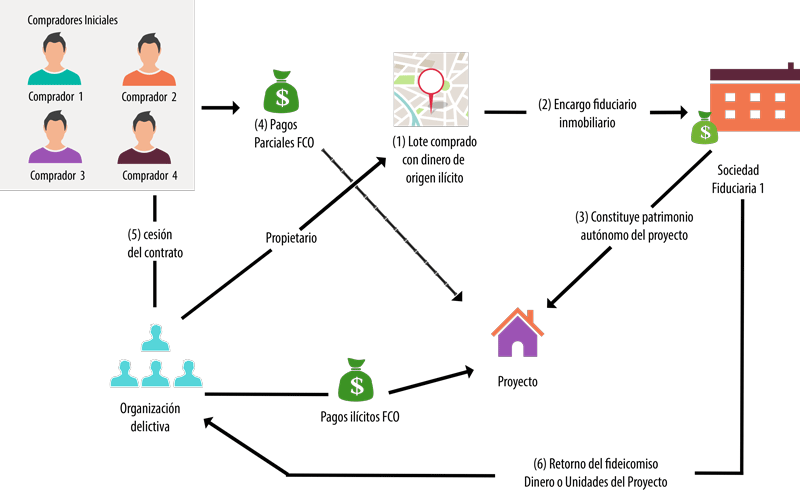 Compradores Iniciales
Comprador 1
Comprador 2
Comprador 3
Comprador 4
$
(4) Pagos
Parciales FCO
(1) Lote comprado
con dinero de
origen ilícito
(2) Encargo fiduciario
inmobiliario
$
Sociedad
Fiduciaria 1
(3) Constituye patrimonio
autónomo del proyecto
(5) cesión
del contrato
Propietario
Organización
delictiva
$
Pagos ilícitos FCO
Proyecto
(6) Retorno del fideicomiso
Dinero o Unidades del Proyecto